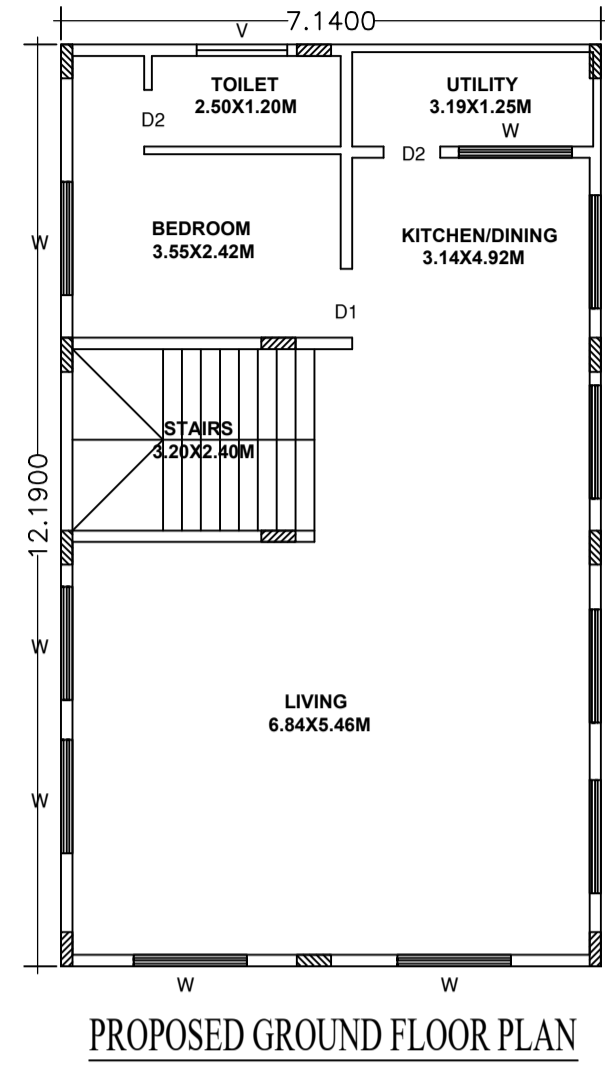 7.1400
V
TOILET
2.50X1.20M
UTILITY
3.19X1.25M
W
D2
D2
W
BEDROOM
3.55X2.42M
KITCHEN/DINING
3.14X4.92M
D1
STAIRS
3.20X2.40M
12.1900
W
LIVING
6.84X5.46M
W
W
W
PROPOSED GROUND FLOOR PLAN